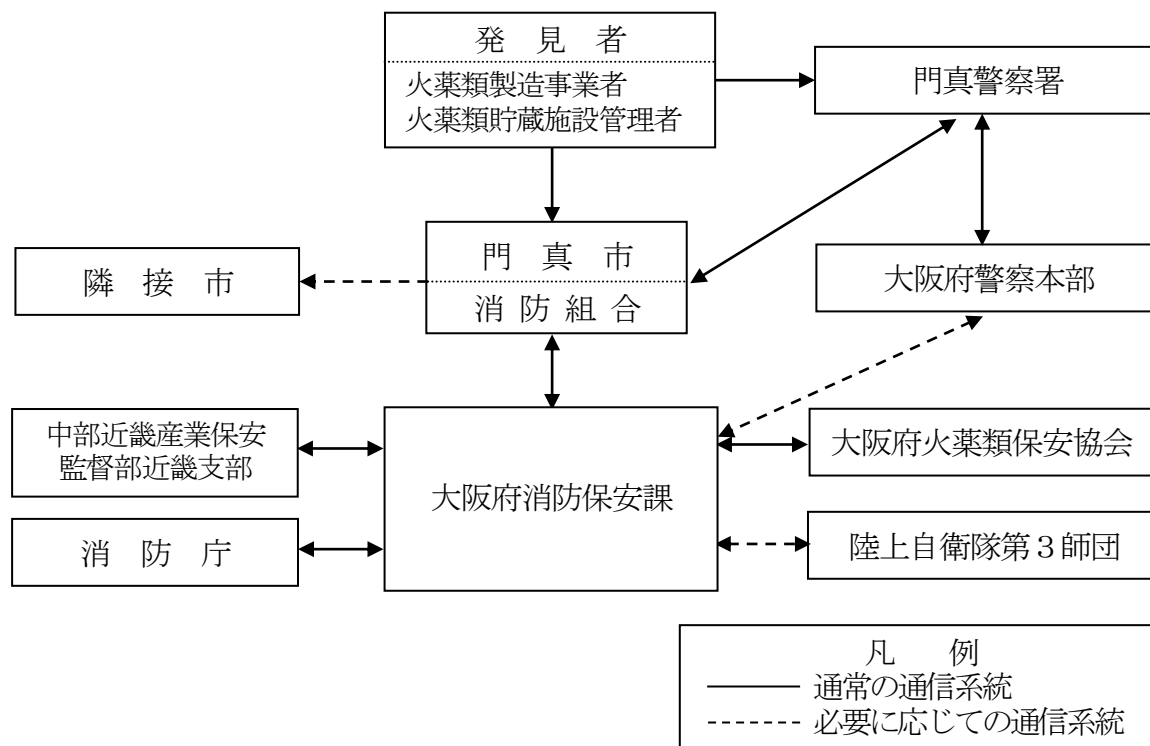 発見者
火薬類製造事業者
火薬類貯蔵施設管理者
門真警察署
門真市
消防組合
隣接市
大阪府警察本部
中部近畿産業保安
監督部近畿支部
大阪府消防保安課
大阪府火薬類保安協会
消防庁
陸上自衛隊第３師団
凡例
通常の通信系統
必要に応じての通信系統